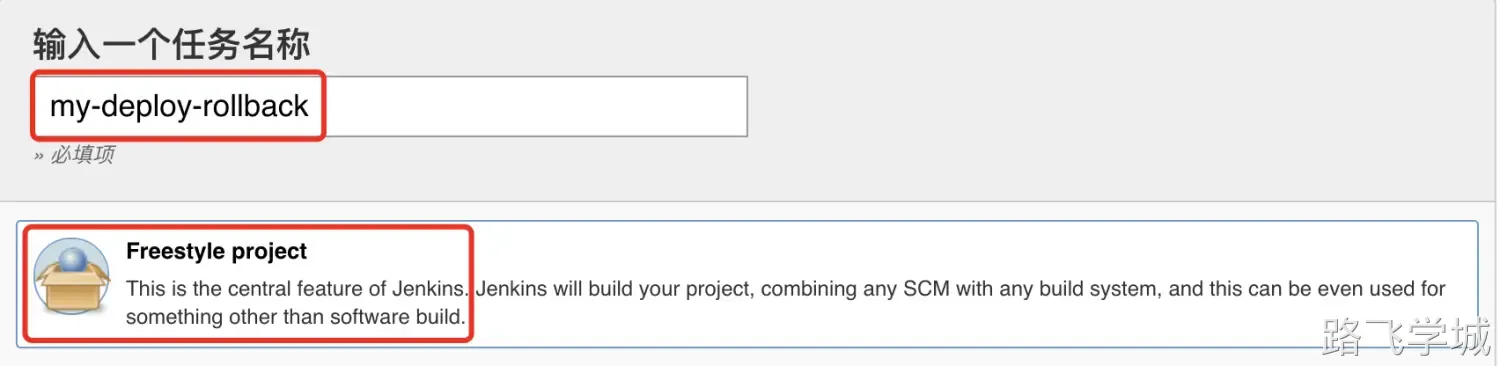 输入一个任务名称
my-deploy-rollback
» 必填项
Freestyle project
This is the central feature of Jenkins. Jenkins will build your project, combining any SCM with any build system, and this can be even used for
something other than software build.
路飞学城